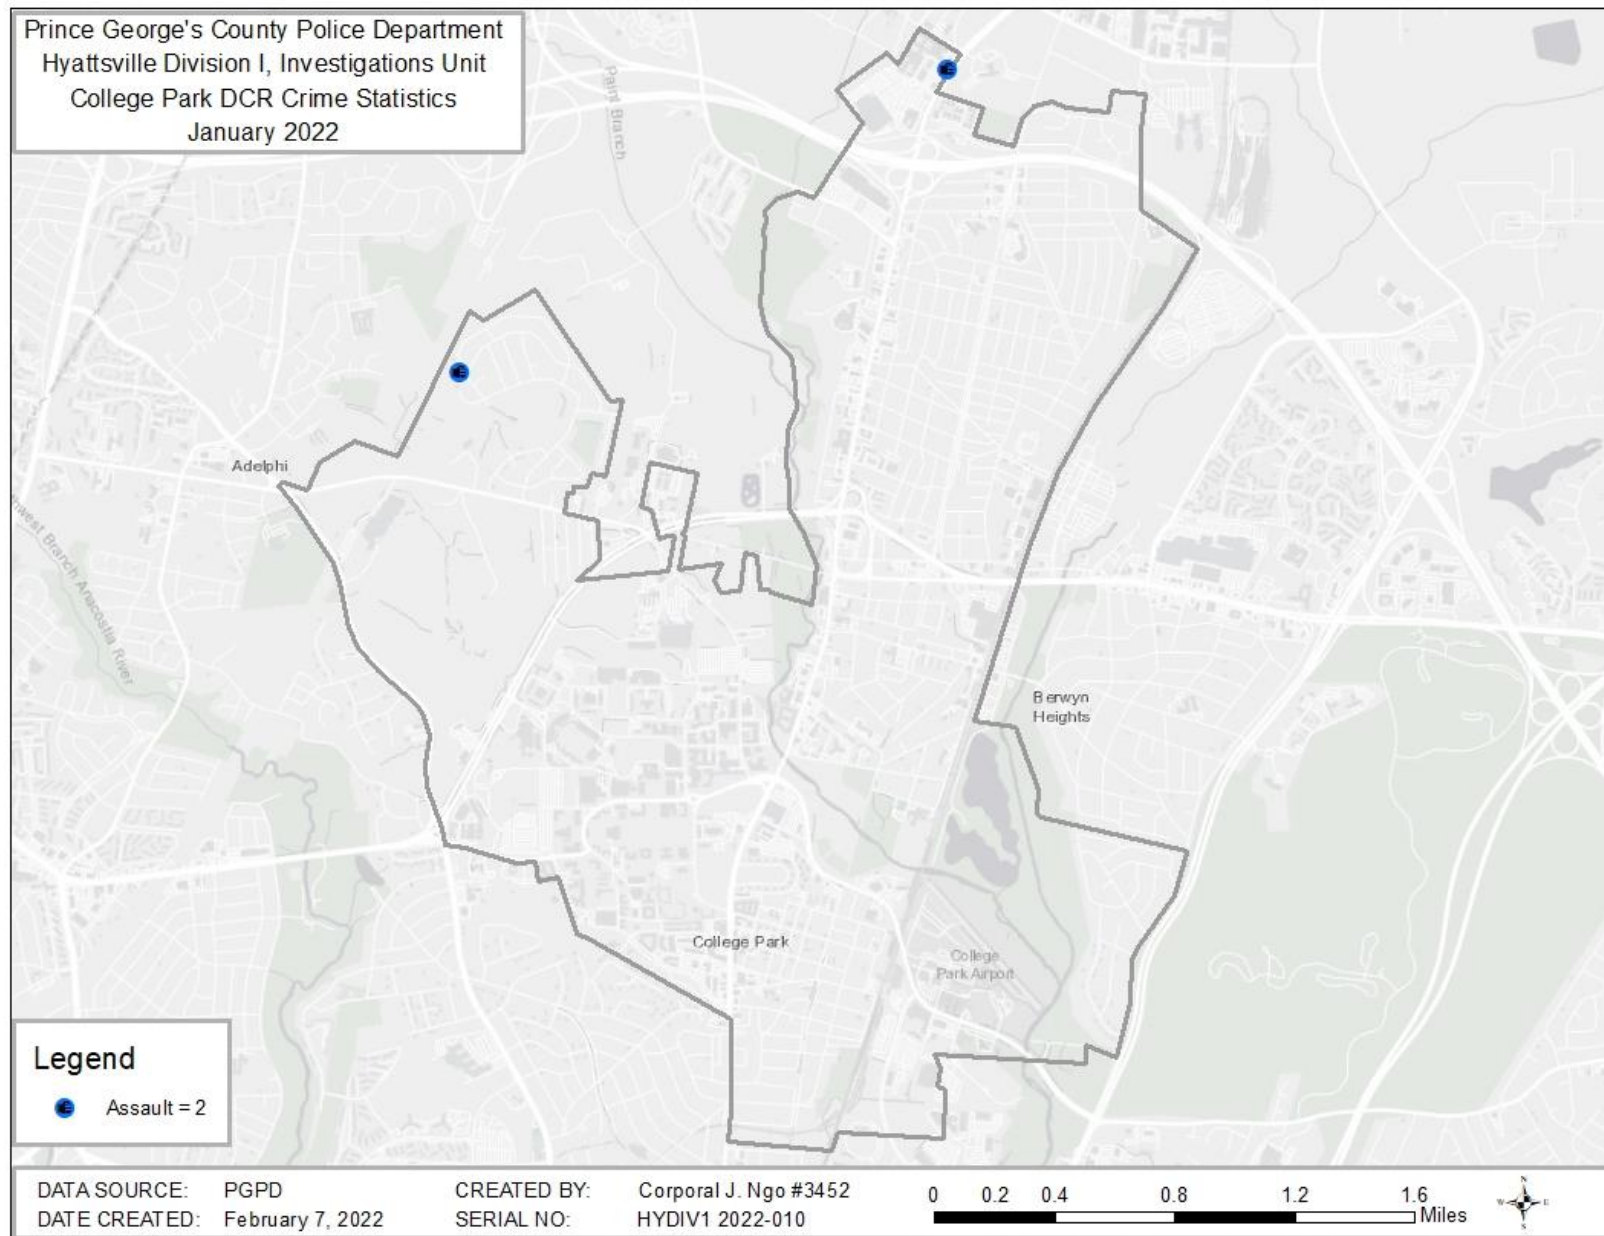 Prince George's County Police Department
Hyattsville Division I, Investigations Unit
College Park DCR Crime Statistics
January 2022
Paint Branch
Adelphi
Branch Anacostia River
Berwyn
Heights
College Park
College
Park Airport
Legend
Assault = 2
DATA SOURCE: PGPD CREATED BY: Corporal J. Ngo #3452
DATE CREATED: February 7, 2022 SERIAL NO: HYDIV1 2022-010
0 0.2 0.4 0.8 1.2 1.6
Miles
N
W E
S